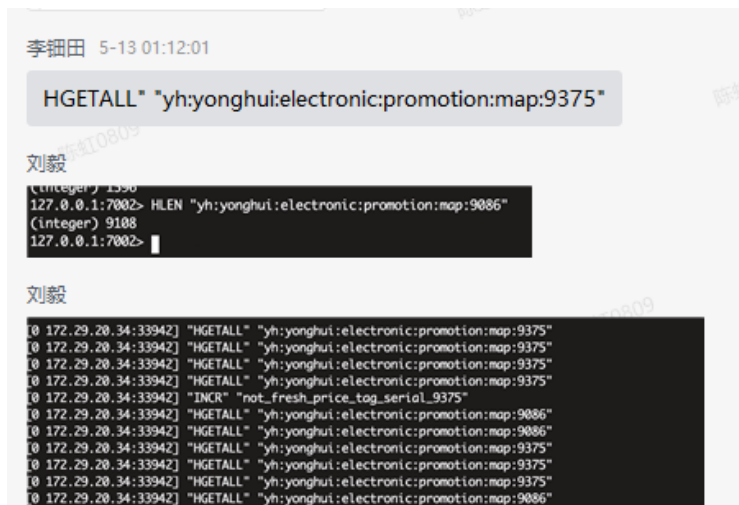 李钿田 5-13 01:12:01
HGETALL" "yh:yonghui:electronic:promotion:map:9375"
陈虹0809
刘毅
(integer) 1396
127.0.0.1:7002> HLEN "yh:yonghui:electronic:promotion:map:9086"
(integer) 9108
127.0.0.1:7002>
刘毅
[0 172.29.20.34:33942] "HGETALL" "yh:yonghui:electronic:promotion:map:9375"
[0 172.29.20.34:33942] "HGETALL" "yh:yonghui:electronic:promotion:map:9375"
[0 172.29.20.34:33942] "HGETALL" "yh:yonghui:electronic:promotion:map:9375"
[0 172.29.20.34:33942] "HGETALL" "yh:yonghui:electronic:promotion:map:9375"
[0 172.29.20.34:33942] "INCR" "not_fresh_price_tag_serial_9375"
[0 172.29.20.34:33942] "HGETALL" "yh:yonghui:electronic:promotion:map:9086"
[0 172.29.20.34:33942] "HGETALL" "yh:yonghui:electronic:promotion:map:9086"
[0 172.29.20.34:33942] "HGETALL" "yh:yonghui:electronic:promotion:map:9375"
[0 172.29.20.34:33942] "HGETALL" "yh:yonghui:electronic:promotion:map:9375"
[0 172.29.20.34:33942] "HGETALL" "yh:yonghui:electronic:promotion:map:9375"
[0 172.29.20.34:33942] "HGETALL" "yh:yonghui:electronic:promotion:map:9086"